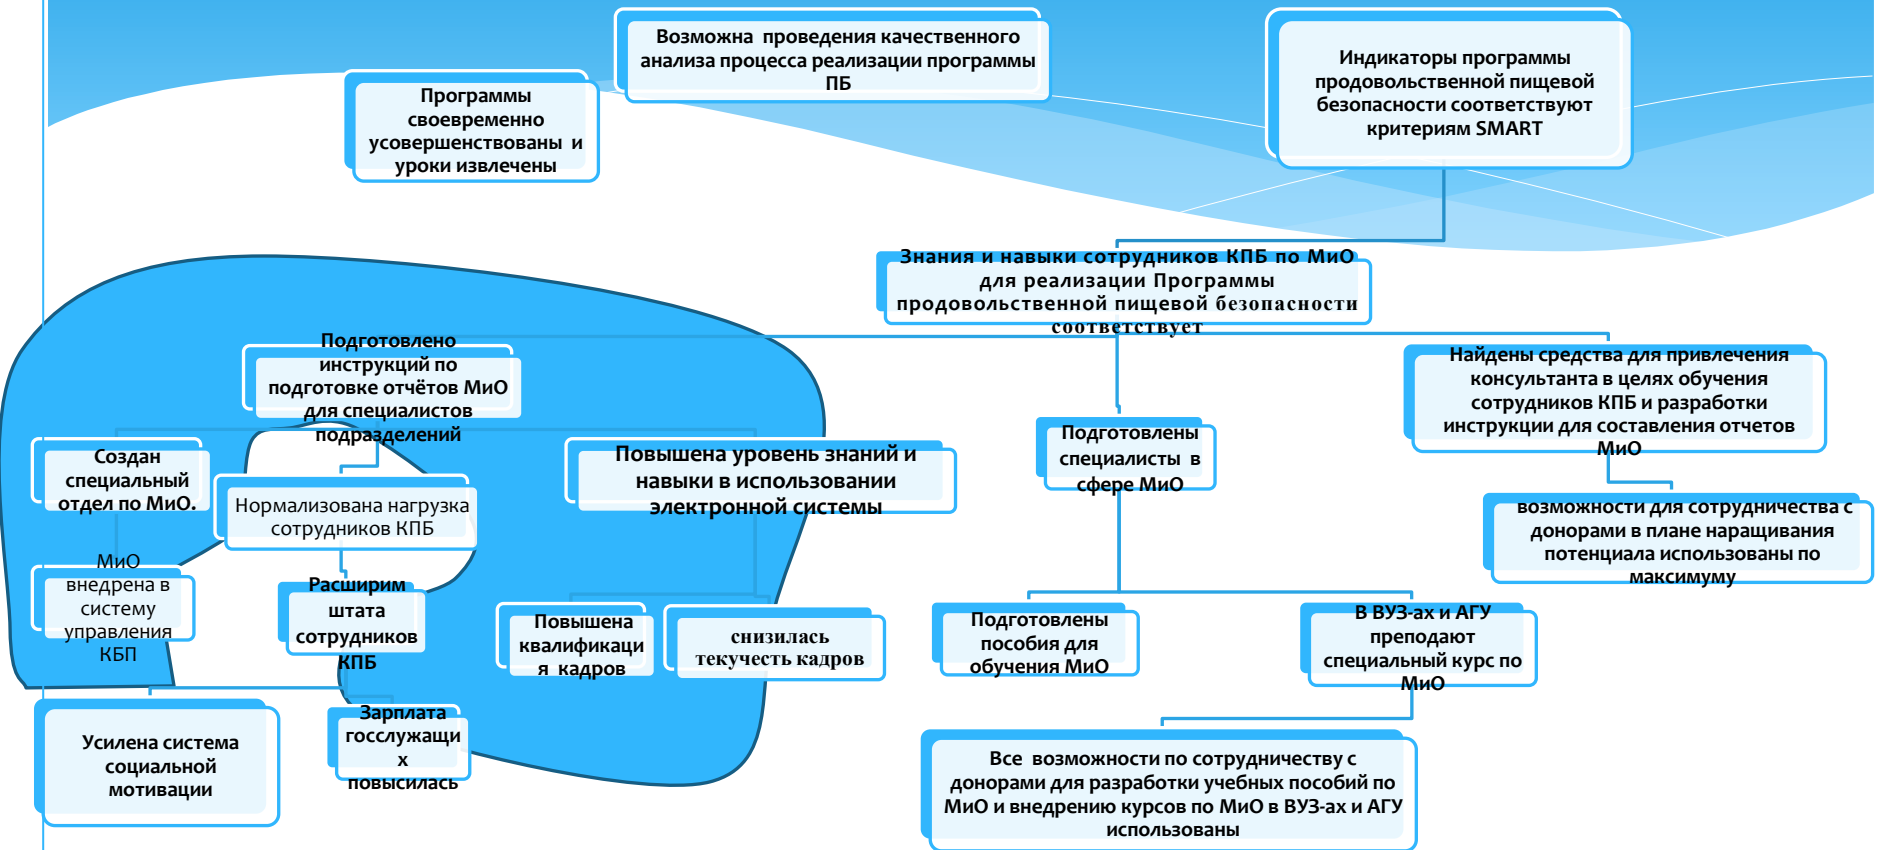 Возможна проведения качественного
анализа процесса реализации программы
ПБ
Индикаторы программы
продовольственной пищевой
безопасности соответствуют
критериям SMART
Программы
своевременно
усовершенствованы и
уроки извлечены
Знания и навыки сотрудников КПБ по МиО
для реализации Программы
продовольственной пищевой безопасности
соответствует
Подготовлено
инструкций по
подготовке отчётов МиО
для специалистов
подразделений
Найдены средства для привлечения
консультанта в целях обучения
сотрудников КПБ и разработки
инструкции для составления отчетов
МиО
Создан
специальный
отдел по МиО.
Нормализована нагрузка
сотрудников КПБ
Повышена уровень знаний и
навыки в использовании
электронной системы
Подготовлены
специалисты в
сфере МиО
возможности для сотрудничества с
донорами в плане наращивания
потенциала использованы по
максимуму
МиО
внедрена в
систему
управления
КБП
Расширим
штата
сотрудников
КПБ
Повышена
квалификаци
я кадров
снизилась
текучесть кадров
Подготовлены
пособия для
обучения МиО
В ВУЗ-ах и АГУ
преподают
специальный курс по
МиО
Усилена система
социальной
мотивации
Зарплата
госслужащи
х
повысилась
Все возможности по сотрудничеству с
донорами для разработки учебных пособий по
МиО и внедрению курсов по МиО в ВУЗ-ах и АГУ
использованы